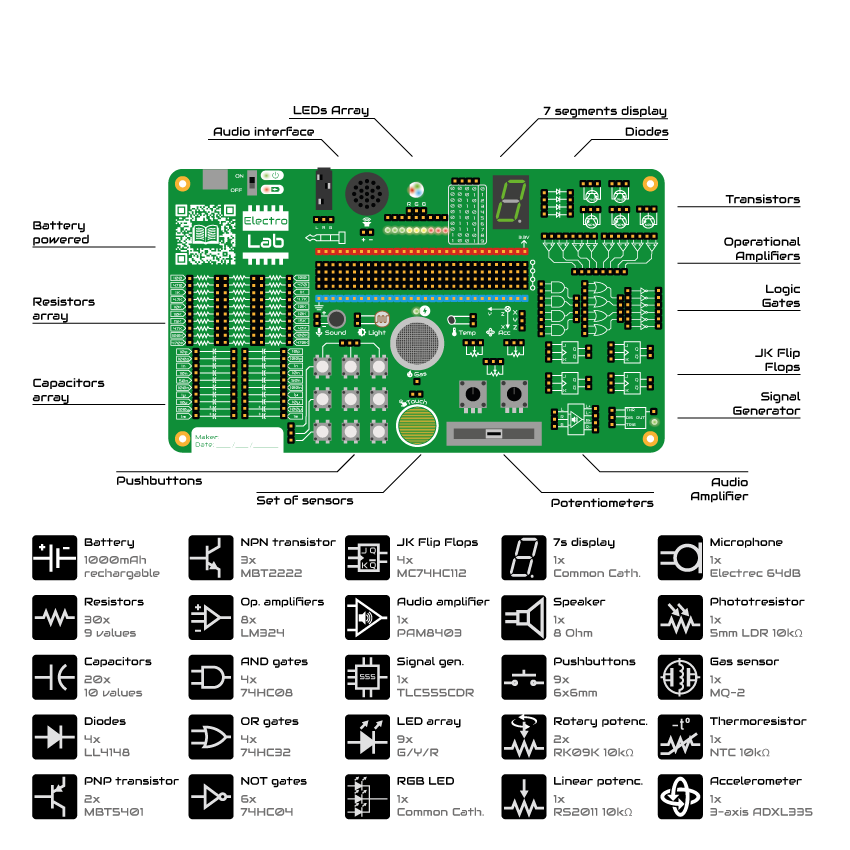 LEDs Array
7 segments display
Audio interface
Diodes
Transistors
Battery
powered
Operational
Amplifiers
Resistors
array
Logic
Gates
JK Flip
Flops
Capacitors
array
Signal
Generator
Pushbuttons
Set of sensors
Potentiometers
Audio
Amplifier
ON
OFF
Electro
Lab
L R G
R G B
+ -
3.3V
Sound
Light
Temp
Acc
Gas
Touch
Maker:
Date:
THR
OUT
TRIG
Battery
1000mAh
rechargable
NPN transistor
3x
MBT2222
JK Flip Flops
4x
MC74HC112
7s display
1x
Common Cath.
Microphone
1x
Electrec 64dB
Resistors
30x
9 values
Op. amplifiers
8x
LM324
Audio amplifier
1x
PAM8403
Speaker
1x
8 Ohm
Phototresistor
1x
5mm LDR 10kΩ
Capacitors
20x
10 values
AND gates
4x
74HC08
555
Signal gen.
1x
TLC555CDR
Pushbuttons
9x
6x6mm
Gas sensor
1x
MQ-2
Diodes
4x
LL4148
OR gates
4x
74HC32
LED array
9x
G/Y/R
Rotary potenc.
2x
RK09K 10kΩ
-t°
Thermoresistor
1x
NTC 10kΩ
PNP transistor
2x
MBT5401
NOT gates
6x
74HC04
RGB LED
1x
Common Cath.
Linear potenc.
1x
RS2011 10kΩ
Accelerometer
1x
3-axis ADXL335